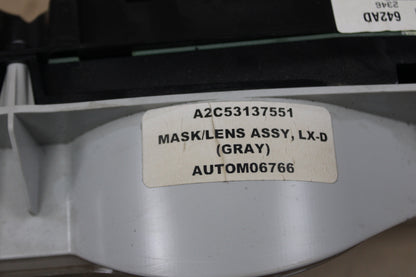 642AD
2346
A2C53137551
MASK/LENS ASSY, LX-D
(GRAY)
AUTOM06766